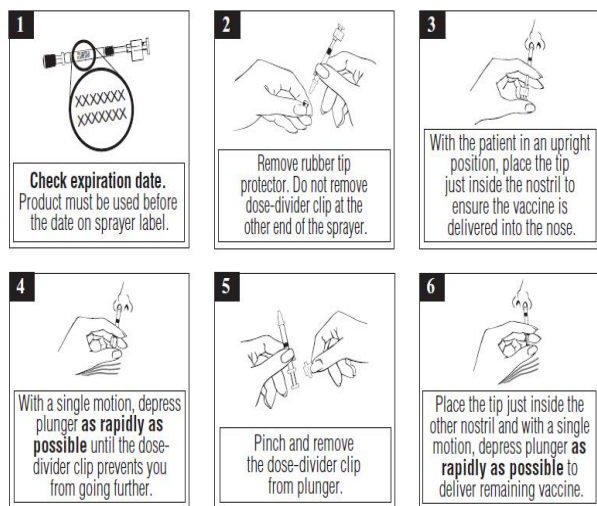 1
XXXXXXX
XXXXXXX
Check expiration date.
Product must be used before
the date on sprayer label.
2
Remove rubber tip
protector. Do not remove
dose-divider clip at the
other end of the sprayer.
3
With the patient in an upright
position, place the tip
just inside the nostril to
ensure the vaccine is
delivered into the nose.
4
With a single motion, depress
plunger as rapidly as
possible until the dose-
divider clip prevents you
from going further.
5
Pinch and remove
the dose-divider clip
from plunger.
6
Place the tip just inside the
other nostril and with a single
motion, depress plunger as
rapidly as possible to
deliver remaining vaccine.